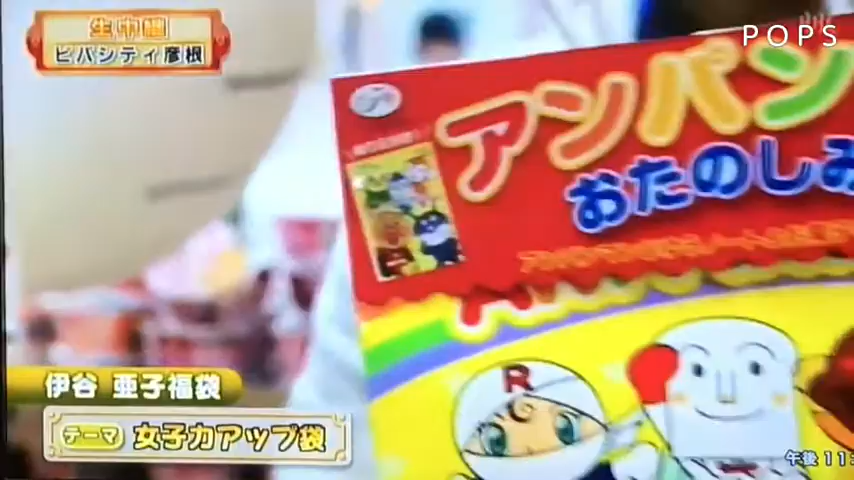 POPS
生中継
ビバシティ彦根
アンパン
おたのしみ
R
伊谷 亜子福袋
テーマ 女子力アップ袋
午後 11: